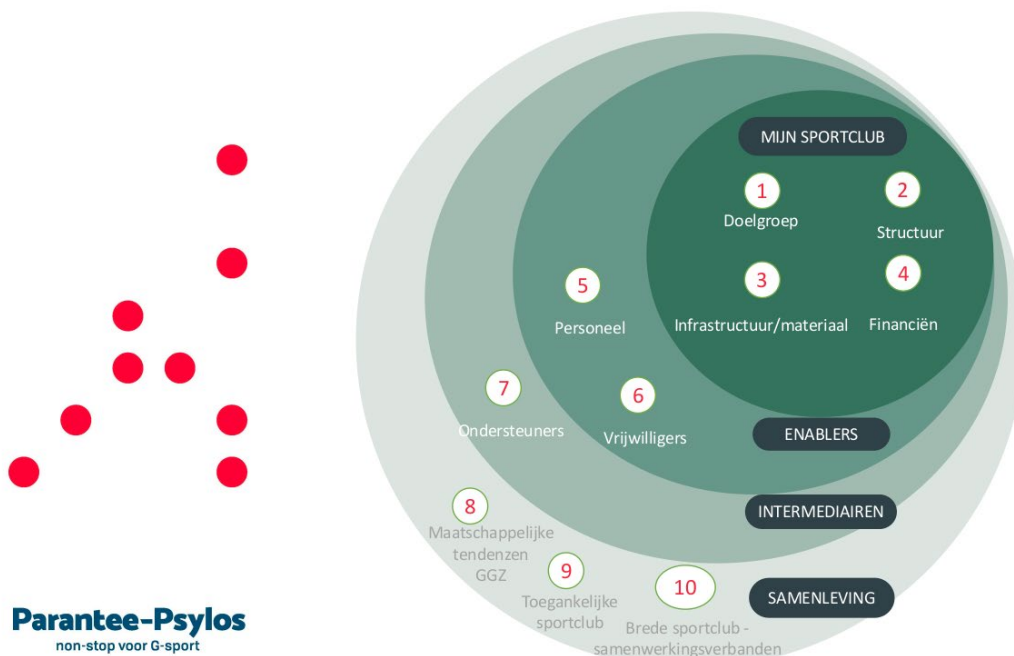 MIJN SPORTCLUB
1
2
Doelgroep
Structuur
3
4
Infrastructuur/materiaal
Financiën
5
Personeel
6
Vrijwilligers
ENABLERS
7
Ondersteuners
INTERMEDIAIREN
8
Maatschappelijke
tendenzen
GGZ
9
Toegankelijke
sportclub
10
Brede sportclub -
samenwerkingsverbanden
SAMENLEVING
Parantee-Psylos
non-stop voor G-sport